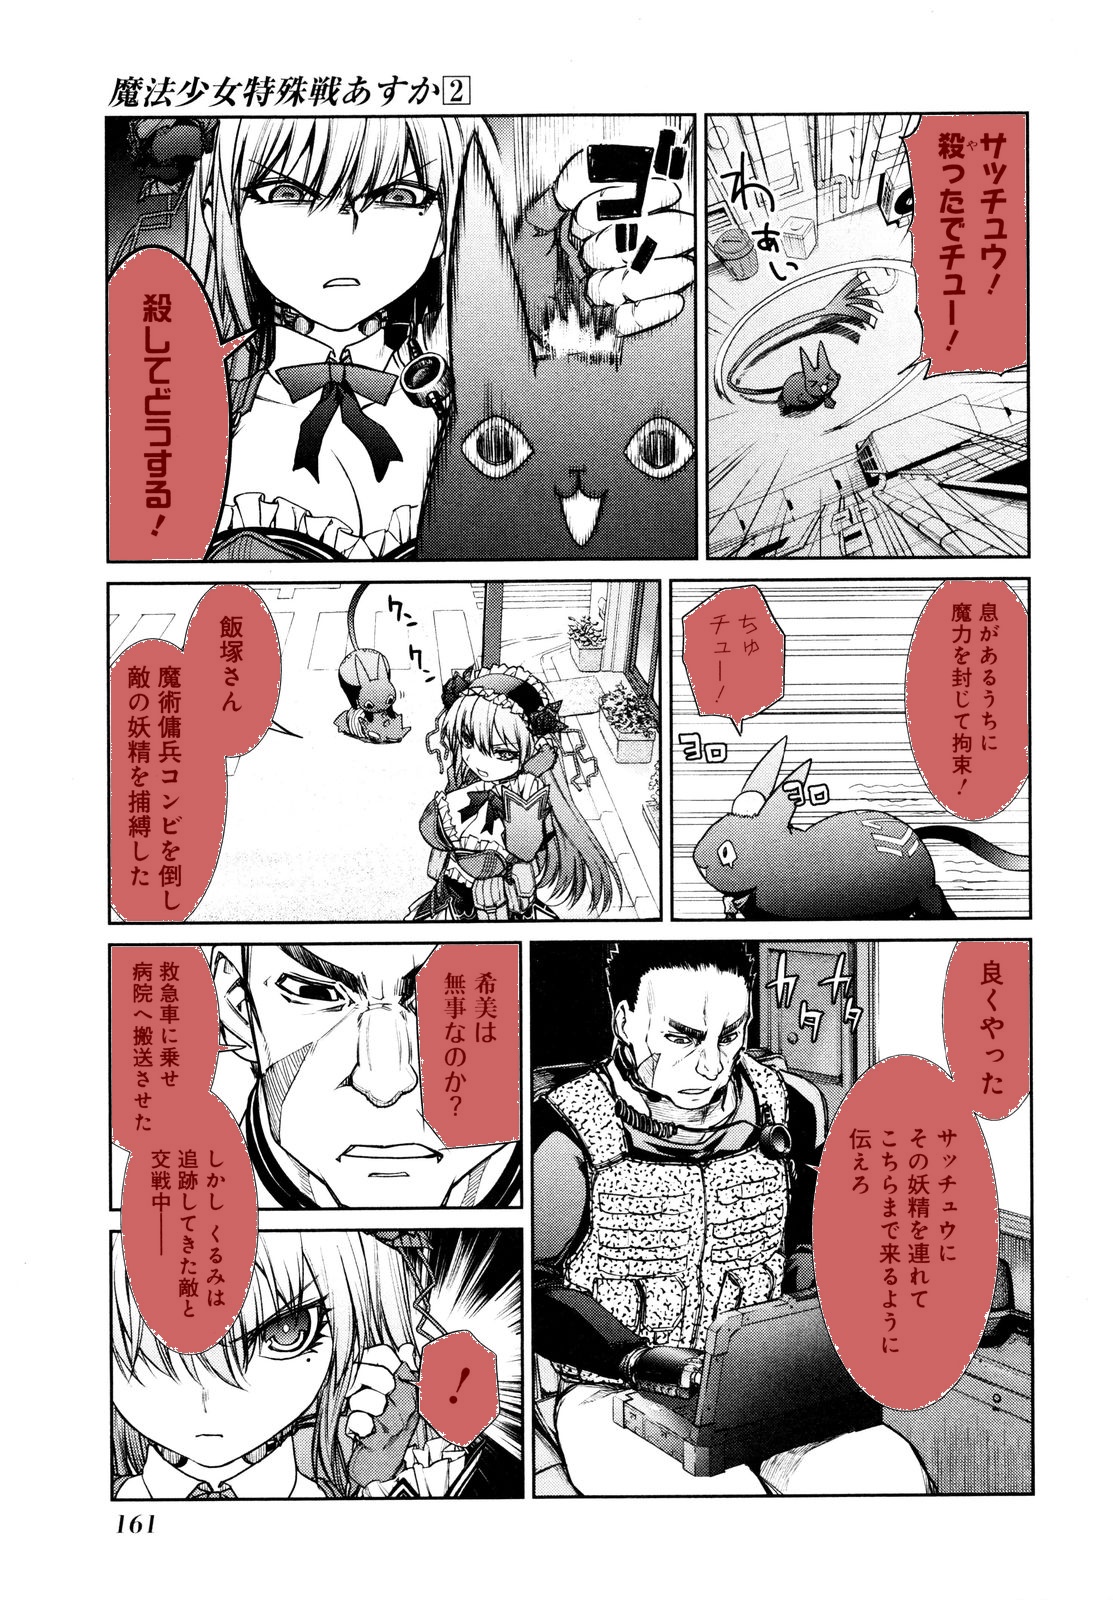 魔法少女特殊戦あすか2
サッチュウ!
殺ったでチュー!
や
わぁい
殺してどうする!
息があるうちに
魔力を封じて拘束!
ちゅ
チュー!
ヨロ
ヨロ
クン
クン
飯塚さん
魔術傭兵コンビを倒し
敵の妖精を捕縛した
良くやった
サッチュウに
その妖精を連れて
こちらまで来るように
伝えろ
カタ
カタ
希美は
無事なのか?
救急車に乗せ
病院へ搬送させた
しかし くるみは
追跡してきた敵と
交戦中──
!
161